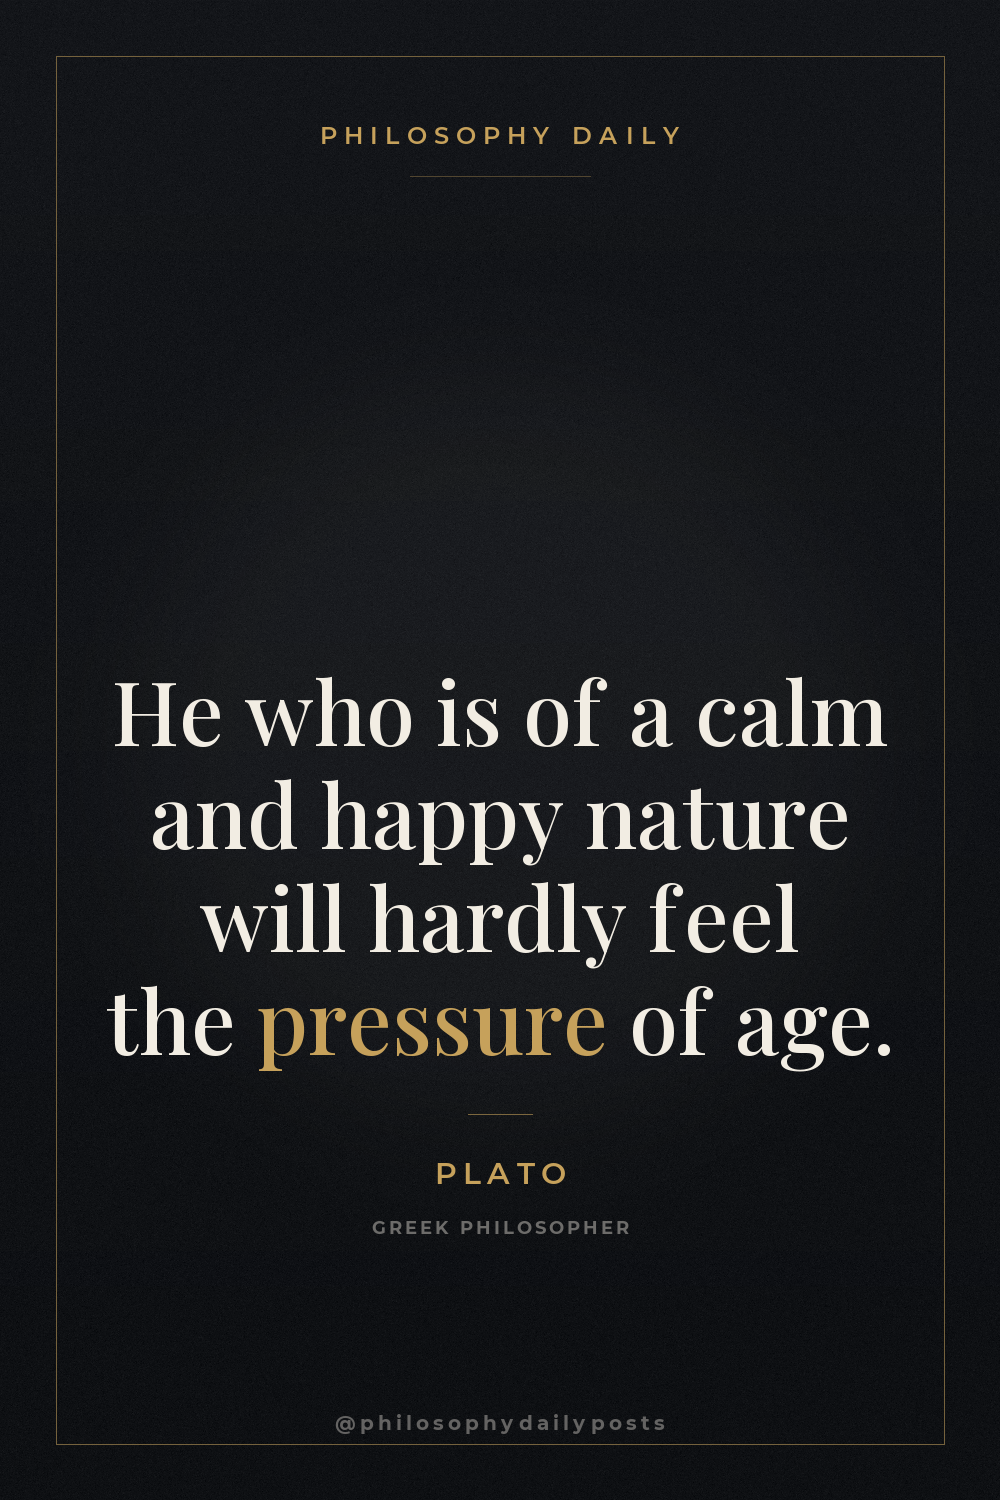 PHILOSOPHY DAILY
He who is of a calm
and happy nature
will hardly feel
the pressure of age.
PLATO
GREEK PHILOSOPHER
@philosophydailyposts